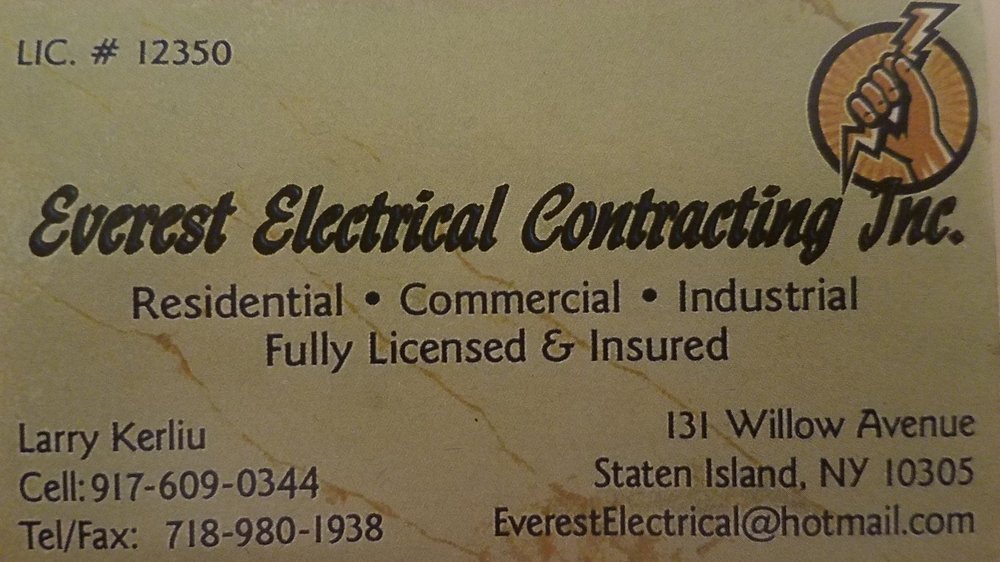 LIC. # 12350
Everest Electrical Contracting Inc.
Residential • Commercial • Industrial
Fully Licensed & Insured
Larry Kerliu
Cell: 917-609-0344
Tel/Fax: 718-980-1938
131 Willow Avenue
Staten Island, NY 10305
EverestElectrical@hotmail.com